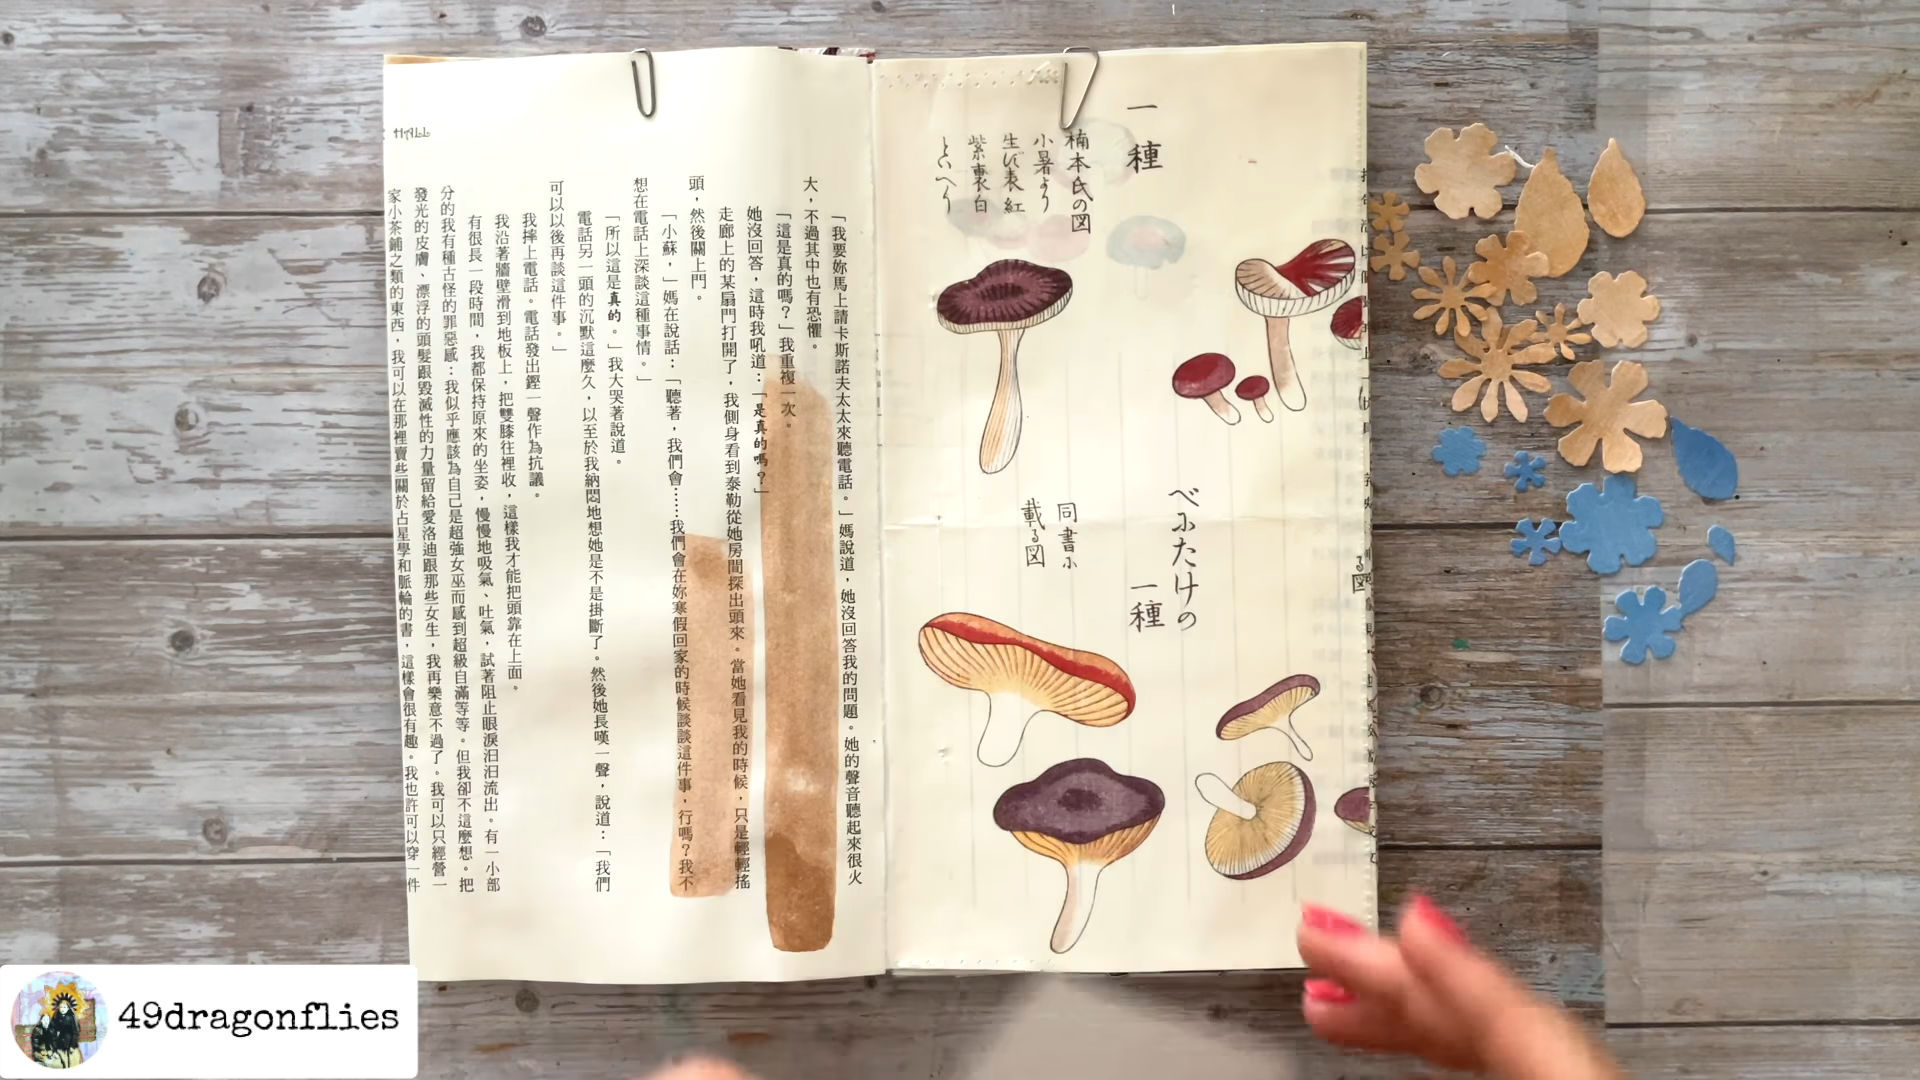 HALL
「我要妳馬上請卡斯諾夫太太來聽電話。」媽說道，她沒回答我的問題。她的聲音聽起來很火
大，不過其中也有恐懼。
「這是真的嗎？」我重複一次。
她沒回答，這時我吼道：「是真的嗎？」
走廊上的某扇門打開了，我側身看到泰勒從她房間探出頭來。當她看見我的時候，只是輕輕搖
頭，然後關上門。
「小蘇，」媽在說話：「聽著，我們會……我們會在妳寒假回家的時候談談這件事，行嗎？我不
想在電話上深談這種事情。」
「所以這是真的。」我大哭著說道。
電話另一頭的沉默這麼久，以至於我納悶地想她是不是掛斷了。然後她長嘆一聲，說道：「我們
可以以後再談這件事。」
我摔上電話。電話發出鏗一聲作為抗議。
我沿著牆壁滑到地板上，把雙膝往裡收，這樣我才能把頭靠在上面。
有很長一段時間，我都保持原來的坐姿，慢慢地吸氣、吐氣，試著阻止眼淚汨汨流出。有一小部
分的我有種古怪的罪惡感：我似乎應該為自己是超強女巫而感到超級自滿等等。但我卻不這麼想。把
發光的皮膚、漂浮的頭髮跟毀滅性的力量留給愛洛迪跟那些女生，我再樂意不過了。我可以只經營一
家小茶鋪之類的東西，我可以在那裡賣些關於占星學和脈輪的書，這樣會很有趣。我也許可以穿一件
一種
楠本氏の図
小暑より
生ず表紅
紫裏白
といへり
べにたけの
一種
同書に
載る図
る図
49dragonflies